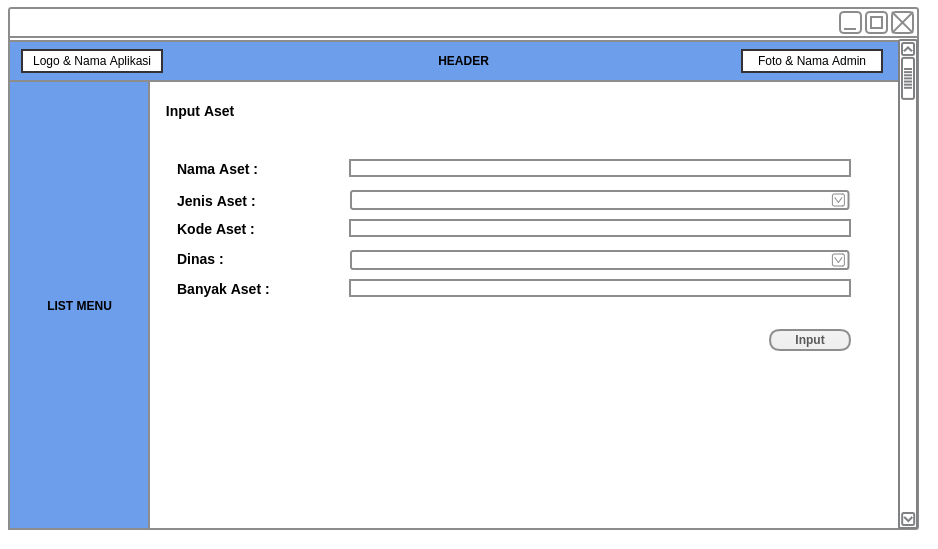 Logo & Nama Aplikasi
HEADER
Foto & Nama Admin
LIST MENU
Input Aset
Nama Aset :
Jenis Aset :
Kode Aset :
Dinas :
Banyak Aset :
Input